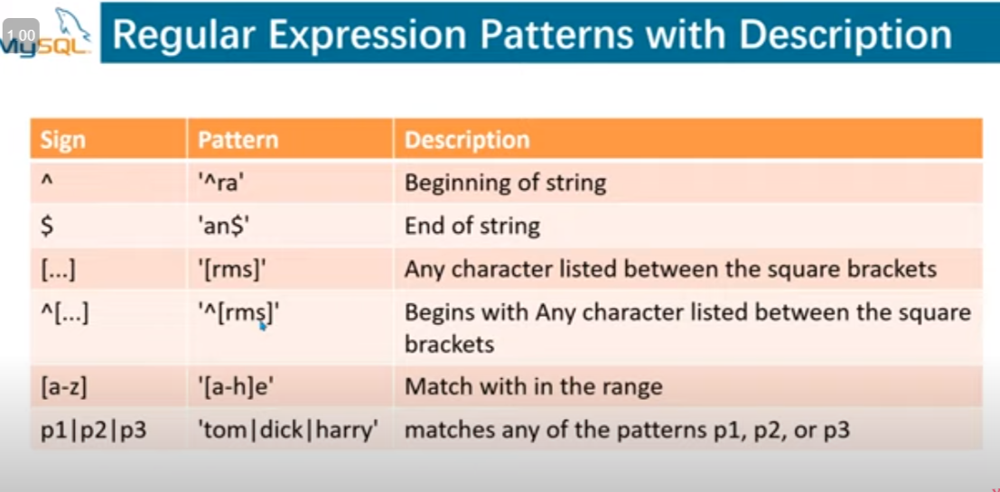 1.00
MySQL
Regular Expression Patterns with Description
Sign Pattern Description
^ '^ra' Beginning of string
$ 'an$' End of string
[...] '[rms]' Any character listed between the square brackets
^[...] '^[rms]' Begins with Any character listed between the square
brackets
[a-z] '[a-h]e' Match with in the range
p1|p2|p3 'tom|dick|harry' matches any of the patterns p1, p2, or p3